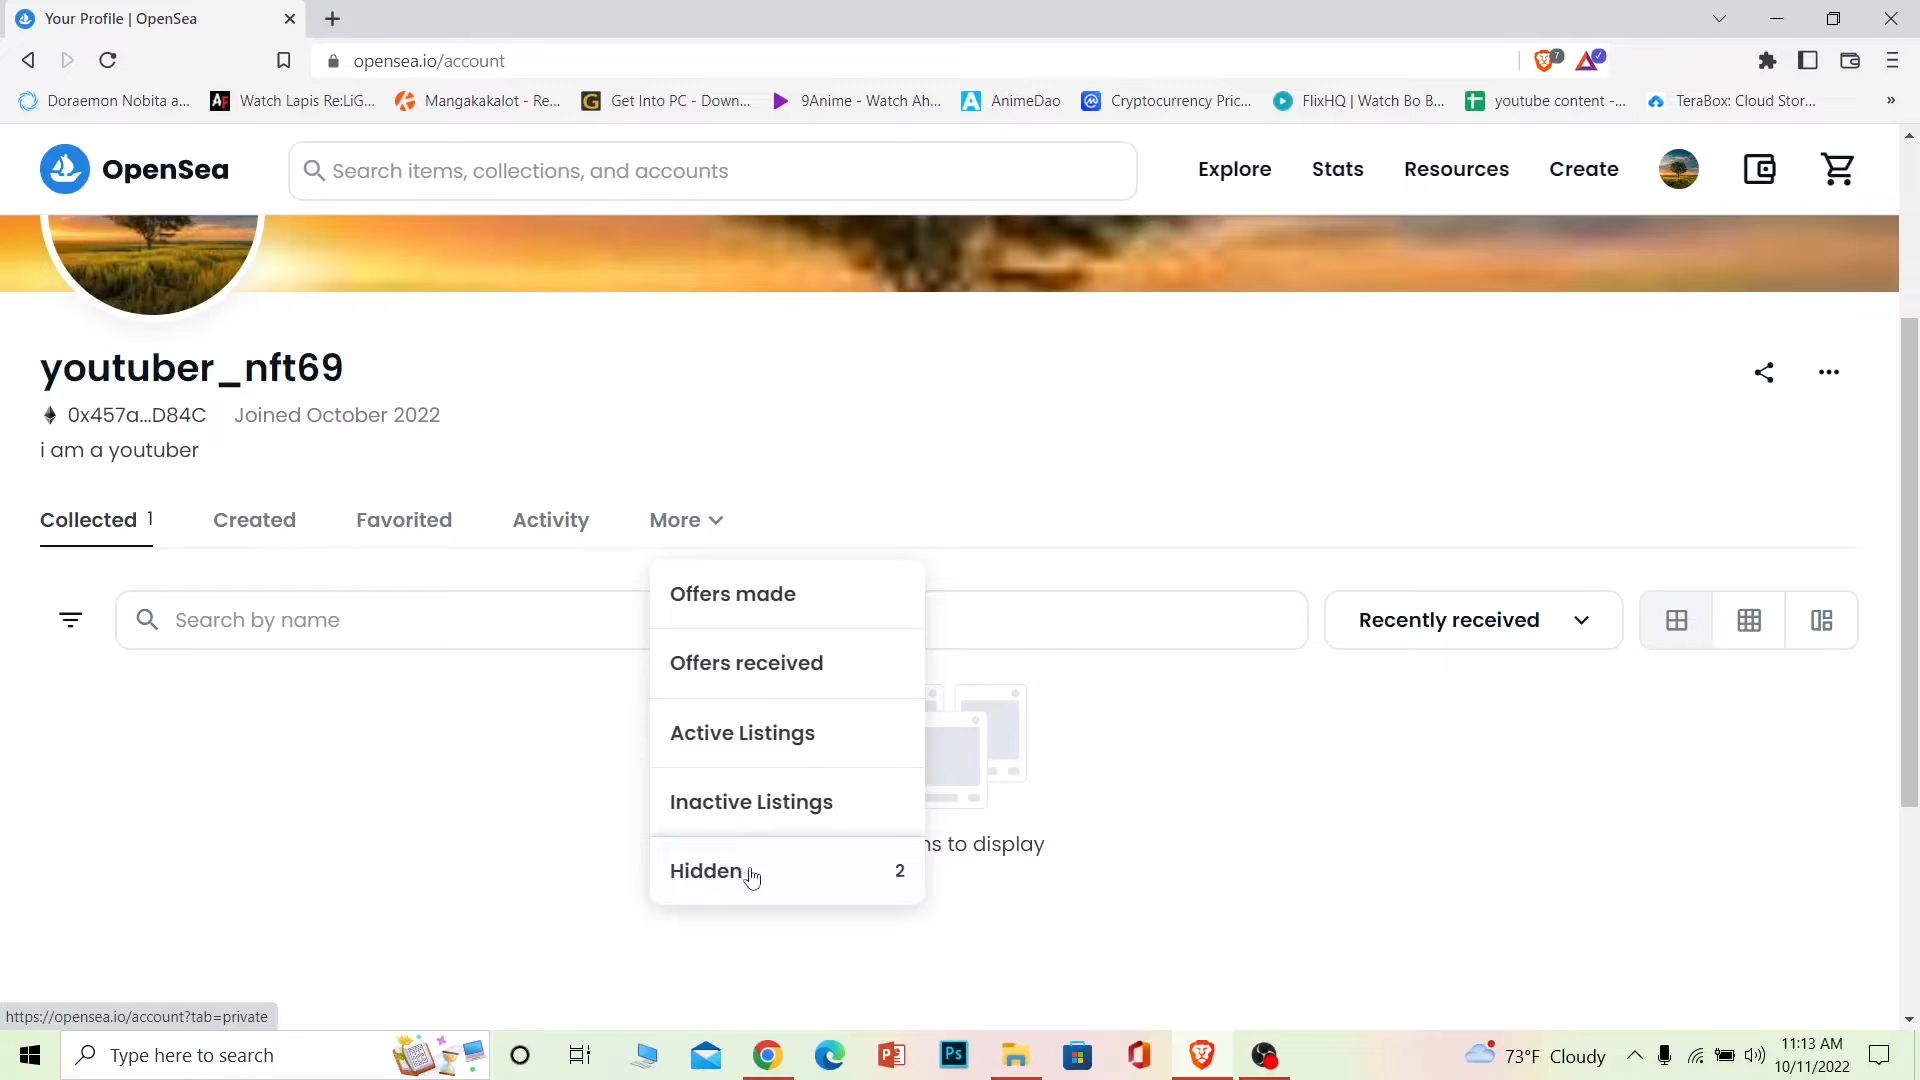 Your Profile | OpenSea
opensea.io/account
7
Doraemon Nobita a...
AF Watch Lapis Re:LiG...
Mangakakalot - Re...
G Get Into PC - Down...
9Anime - Watch Ah...
A AnimeDao
Cryptocurrency Pric...
FlixHQ | Watch Bo B...
youtube content -...
TeraBox: Cloud Stor...
»
OpenSea
Search items, collections, and accounts
Explore
Stats
Resources
Create
youtuber_nft69
0x457a...D84C Joined October 2022
i am a youtuber
Collected 1
Created
Favorited
Activity
More
Search by name
Recently received
Offers made
Offers received
Active Listings
Inactive Listings
Hidden 2
to display
https://opensea.io/account?tab=private
Type here to search
Ps
73°F Cloudy
11:13 AM
10/11/2022